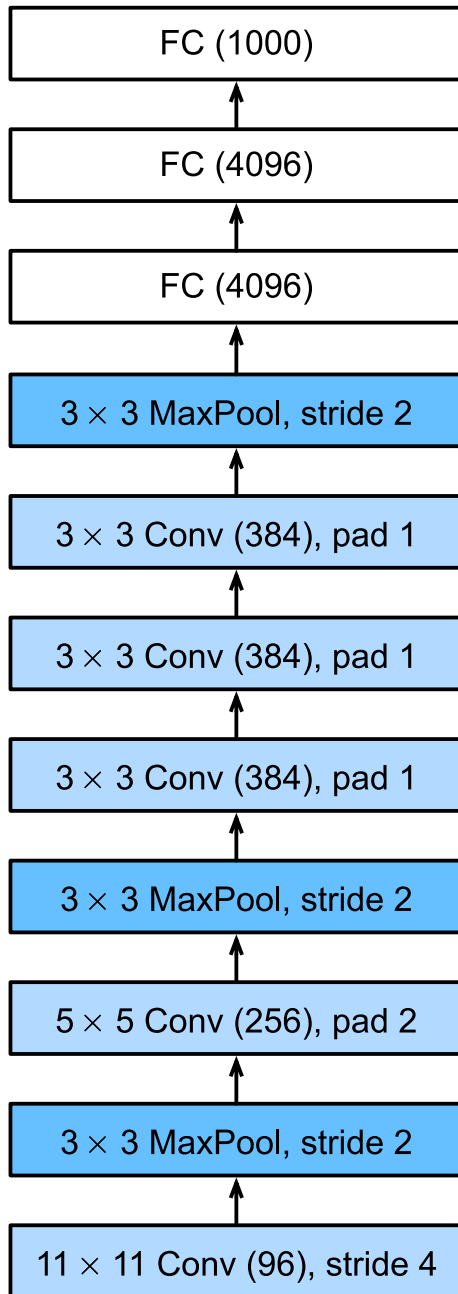 FC (1000)
FC (4096)
FC (4096)
3 × 3 MaxPool, stride 2
3 × 3 Conv (384), pad 1
3 × 3 Conv (384), pad 1
3 × 3 Conv (384), pad 1
3 × 3 MaxPool, stride 2
5 × 5 Conv (256), pad 2
3 × 3 MaxPool, stride 2
11 × 11 Conv (96), stride 4